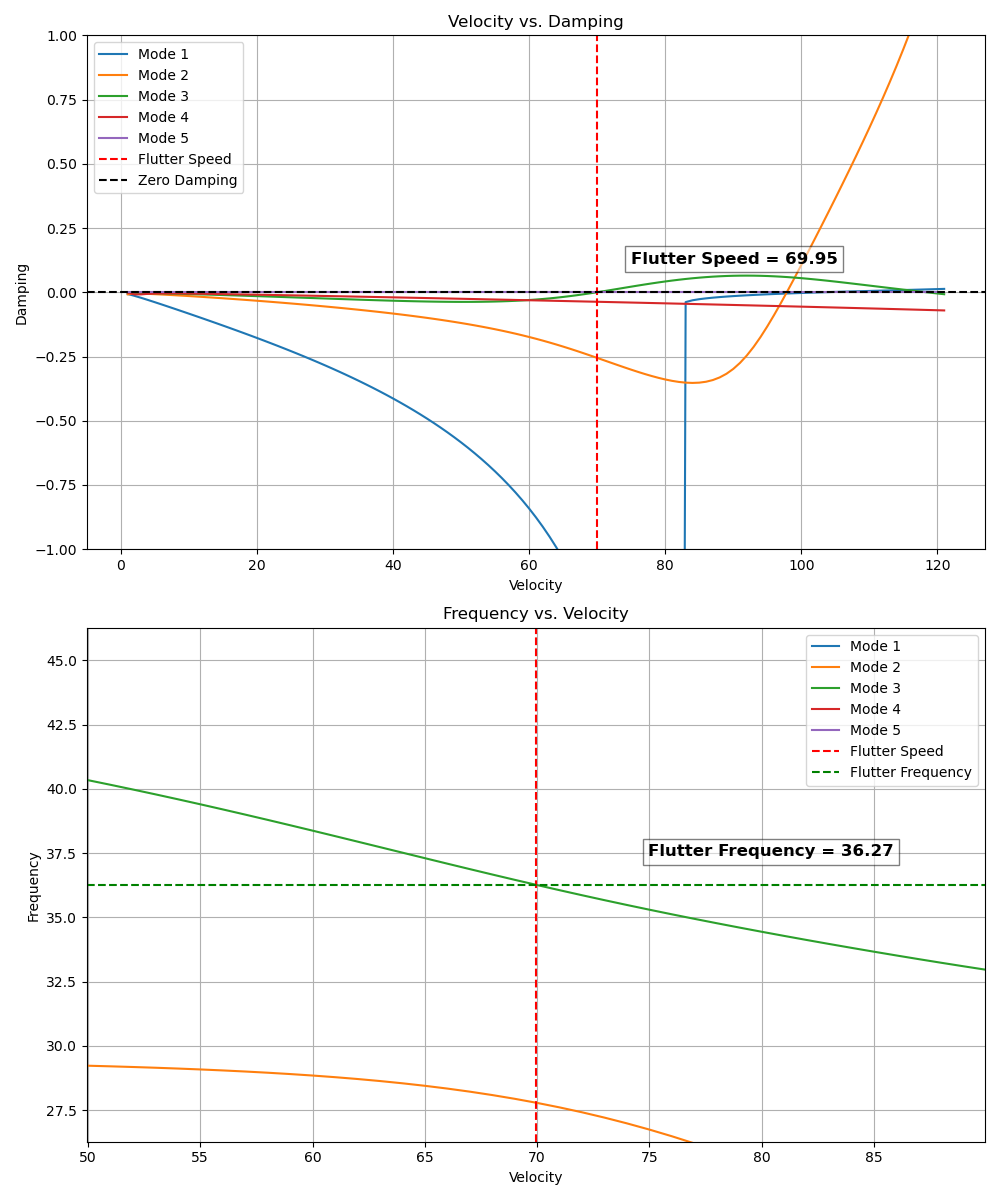 Velocity vs. Damping
1.00
0.75
0.50
0.25
0.00
−0.25
−0.50
−0.75
−1.00
Damping
Mode 1
Mode 2
Mode 3
Mode 4
Mode 5
Flutter Speed
Zero Damping
Flutter Speed = 69.95
0 20 40 60 80 100 120
Velocity
Frequency vs. Velocity
45.0
42.5
40.0
37.5
35.0
32.5
30.0
27.5
Frequency
Mode 1
Mode 2
Mode 3
Mode 4
Mode 5
Flutter Speed
Flutter Frequency
Flutter Frequency = 36.27
50 55 60 65 70 75 80 85
Velocity